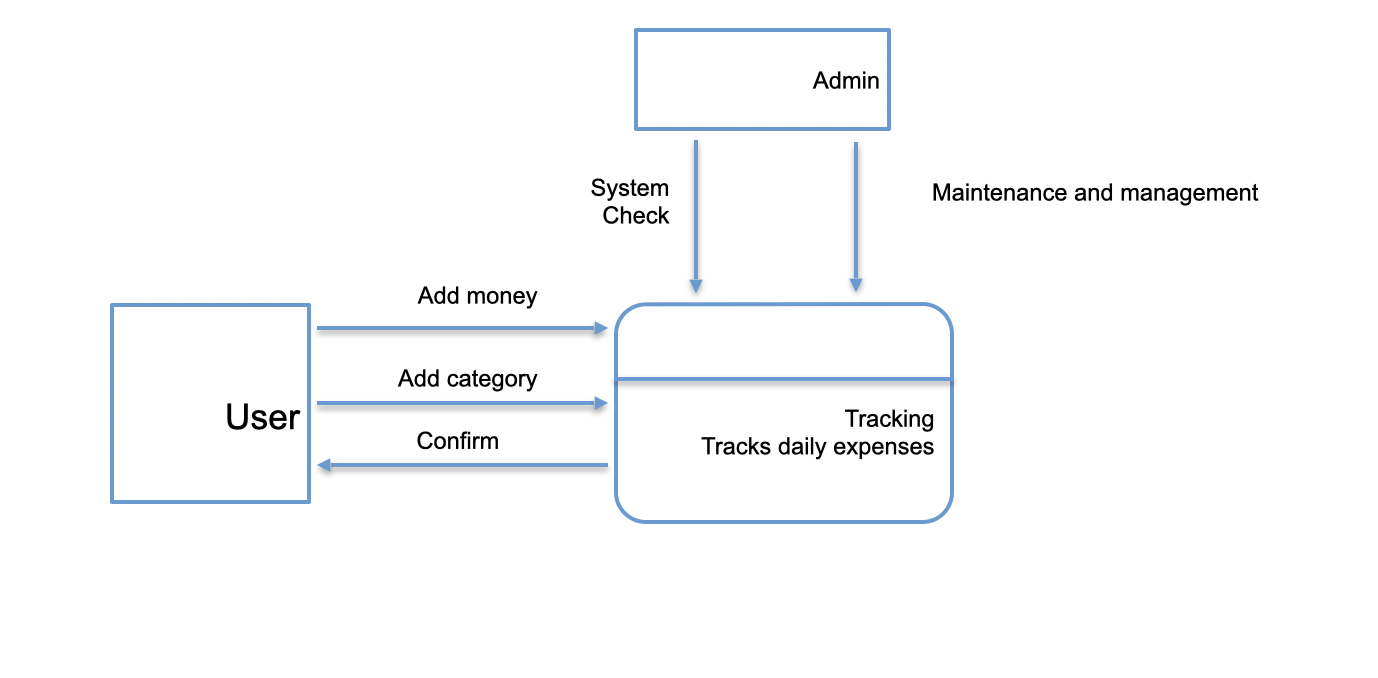 Admin
System
Check
Maintenance and management
Add money
Add category
User
Confirm
Tracking
Tracks daily expenses